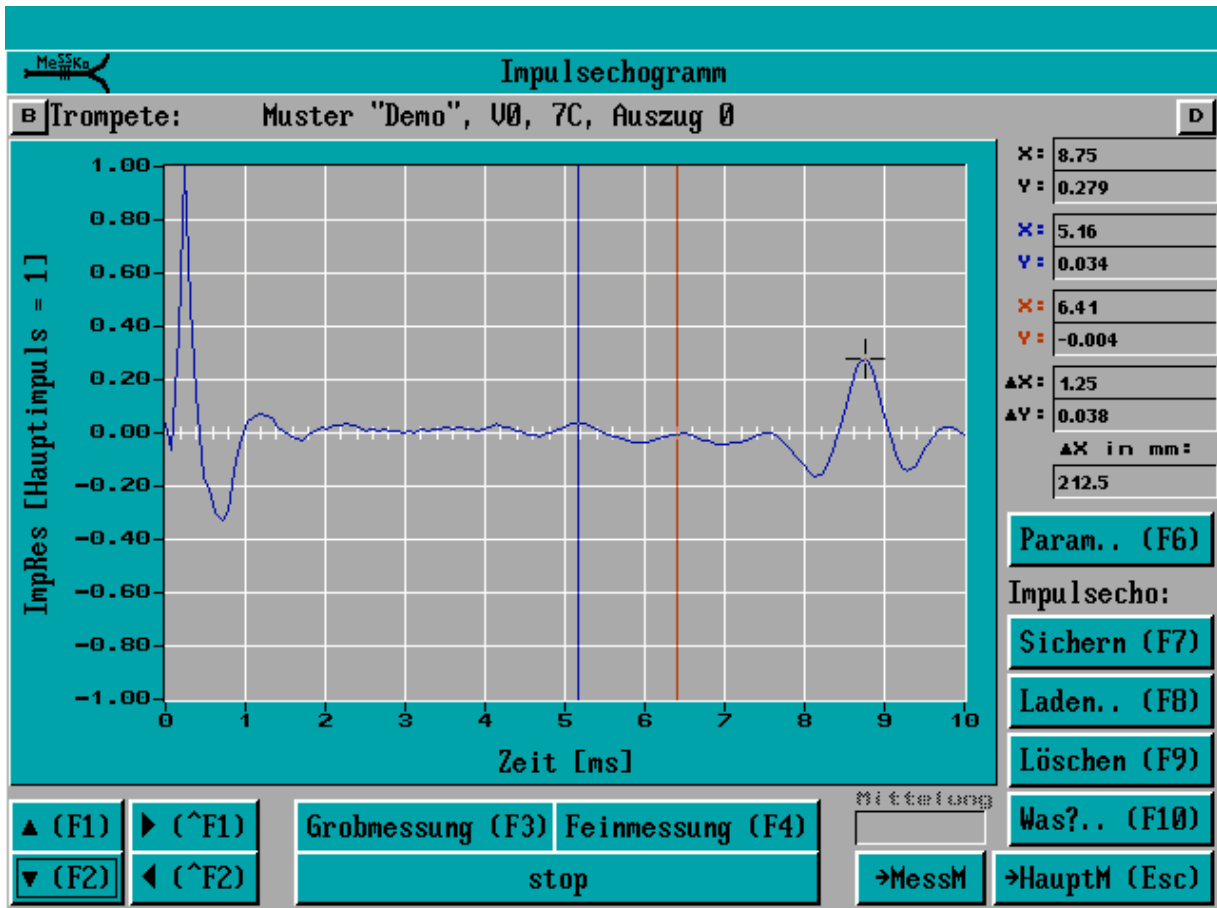 MeSSKo
Impulsechogramm
B Trompete: Muster "Demo", V0, 7C, Auszug 0 D
ImpRes [Hauptimpuls = 1]
1.00
0.80
0.60
0.40
0.20
0.00
-0.20
-0.40
-0.60
-0.80
-1.00
0 1 2 3 4 5 6 7 8 9 10
Zeit [ms]
X: 8.75
Y: 0.279
X: 5.16
Y: 0.034
X: 6.41
Y: -0.004
▲X: 1.25
▲Y: 0.038
▲X in mm:
212.5
Param.. (F6)
Impulsecho:
Sichern (F7)
Laden.. (F8)
Löschen (F9)
Was?.. (F10)
▲ (F1) ▶ (^F1) Grobmessung (F3) Feinmessung (F4) Mittelung
▼ (F2) ◀ (^F2) stop →MessM →HauptM (Esc)